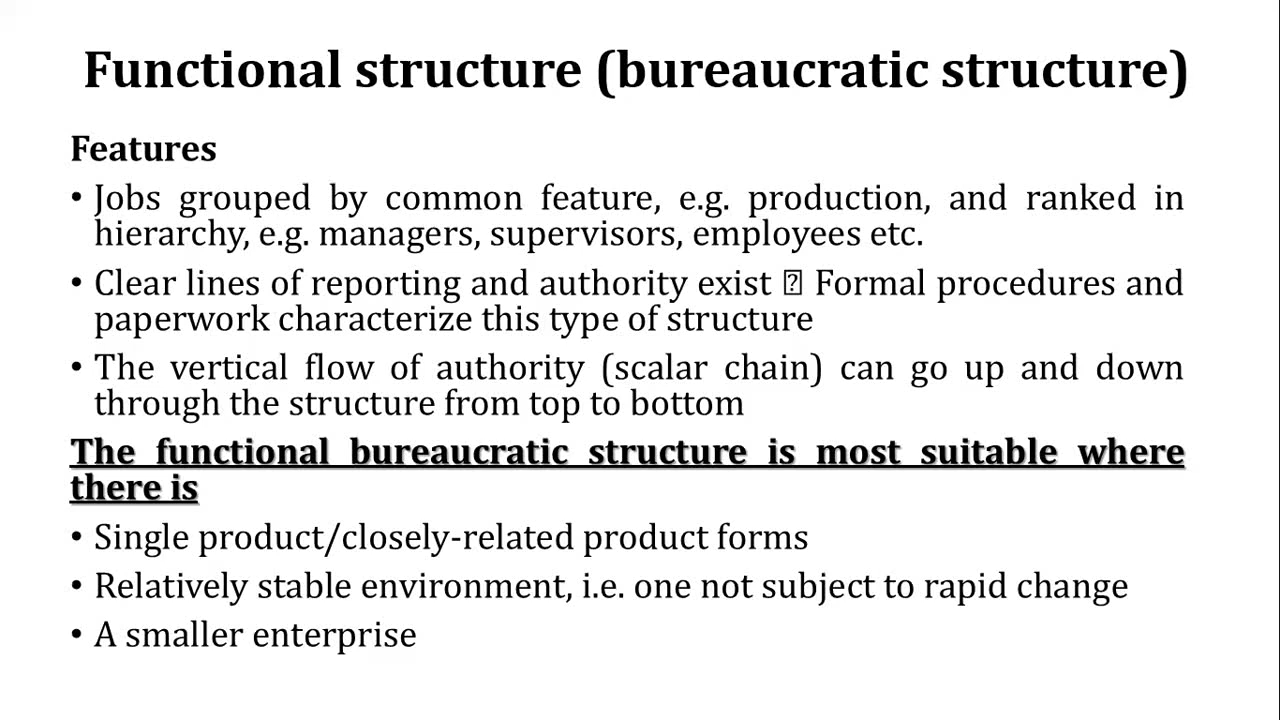 Functional structure (bureaucratic structure)
Features
• Jobs grouped by common feature, e.g. production, and ranked in
hierarchy, e.g. managers, supervisors, employees etc.
• Clear lines of reporting and authority exist ⍰ Formal procedures and
paperwork characterize this type of structure
• The vertical flow of authority (scalar chain) can go up and down
through the structure from top to bottom
The functional bureaucratic structure is most suitable where
there is
• Single product/closely-related product forms
• Relatively stable environment, i.e. one not subject to rapid change
• A smaller enterprise